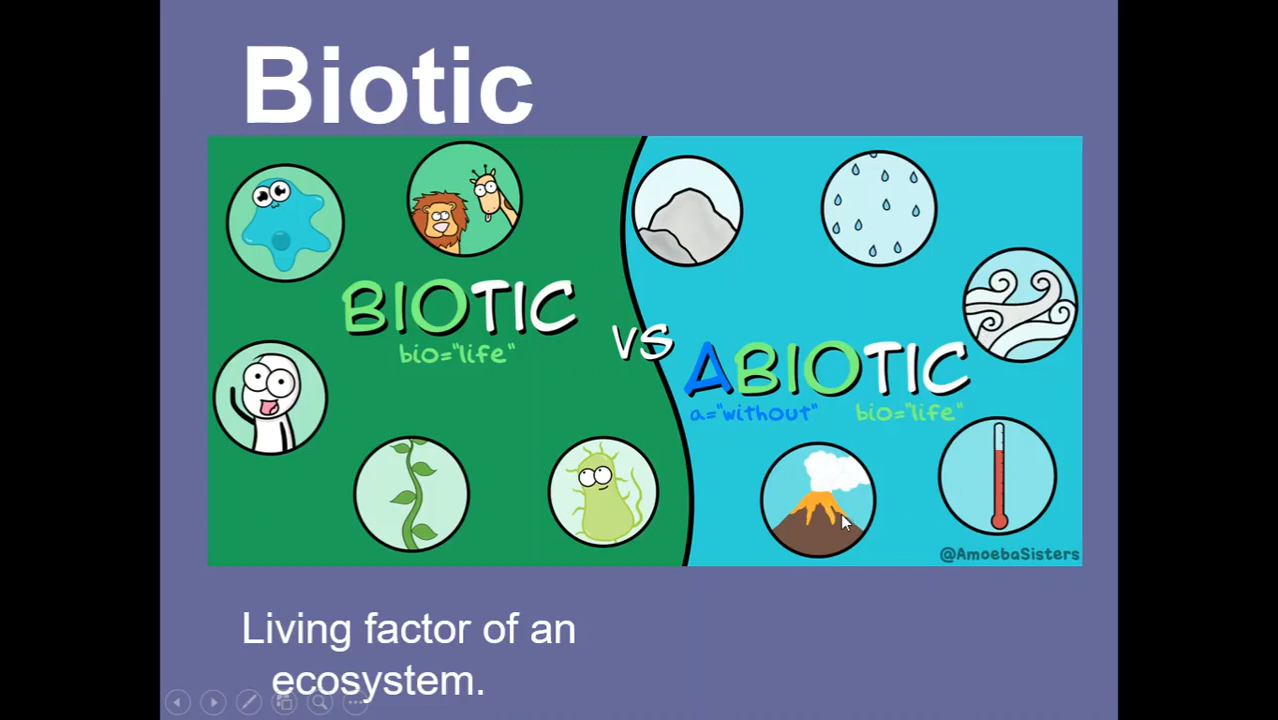 Biotic
BIOTIC
bio="life"
vs
ABIOTIC
a="without" bio="life"
@AmoebaSisters
Living factor of an
ecosystem.